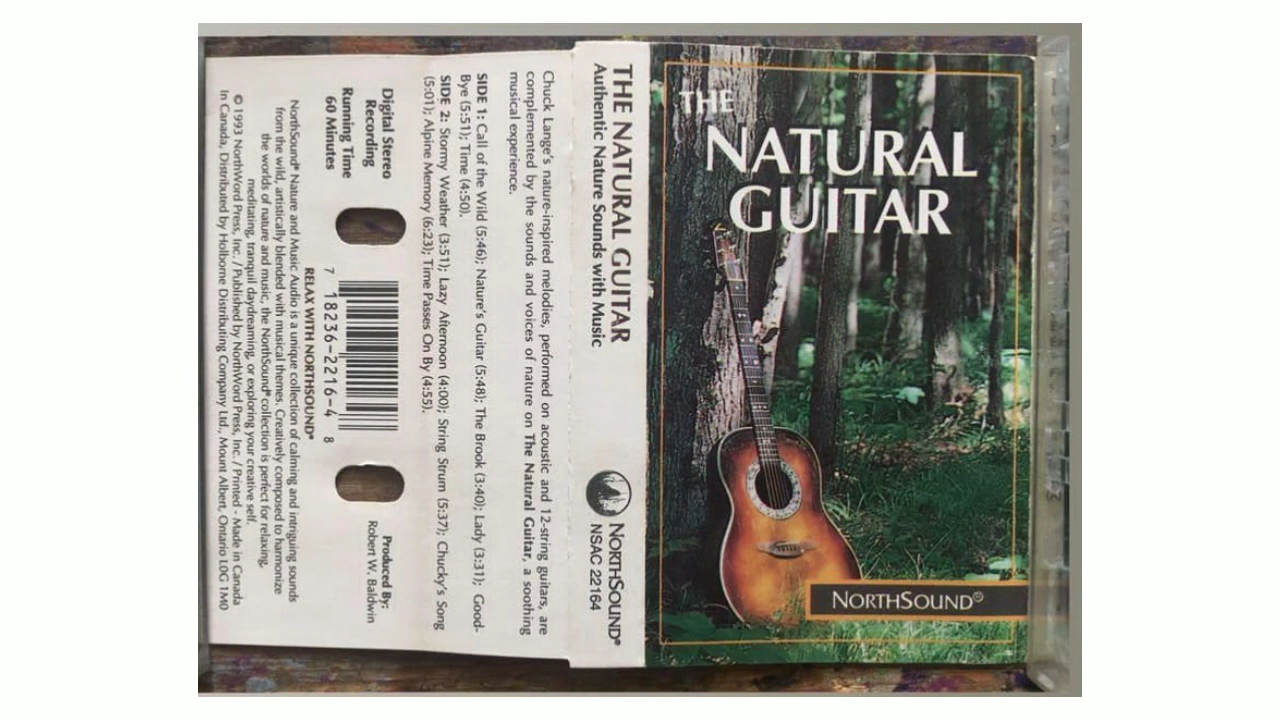 THE
NATURAL
GUITAR
NORTHSOUND®
THE NATURAL GUITAR
Authentic Nature Sounds with Music
NORTHSOUND®
NSAC 22164
Chuck Lange's nature-inspired melodies, performed on acoustic and 12-string guitars, are
complemented by the sounds and voices of nature on The Natural Guitar, a soothing
musical experience.
SIDE 1: Call of the Wild (5:46); Nature's Guitar (5:48); The Brook (3:40); Lady (3:31); Good-
Bye (5:51); Time (4:50).
SIDE 2: Stormy Weather (3:51); Lazy Afternoon (4:00); String Strum (5:37); Chucky's Song
(5:01); Alpine Memory (6:23); Time Passes On By (4:55).
Digital Stereo
Recording
Running Time
60 Minutes
7 18236-2216-4 8
Produced By:
Robert W. Baldwin
RELAX WITH NORTHSOUND®
NorthSound® Nature and Music Audio is a unique collection of calming and intriguing sounds
from the wild, artistically blended with musical themes. Creatively composed to harmonize
the worlds of nature and music, the NorthSound® collection is perfect for relaxing,
meditating, tranquil daydreaming, or exploring your creative self.
© 1993 NorthWord Press, Inc. / Published by NorthWord Press, Inc. / Printed - Made in Canada
In Canada, Distributed by Holborne Distributing Company Ltd., Mount Albert, Ontario L0G 1M0